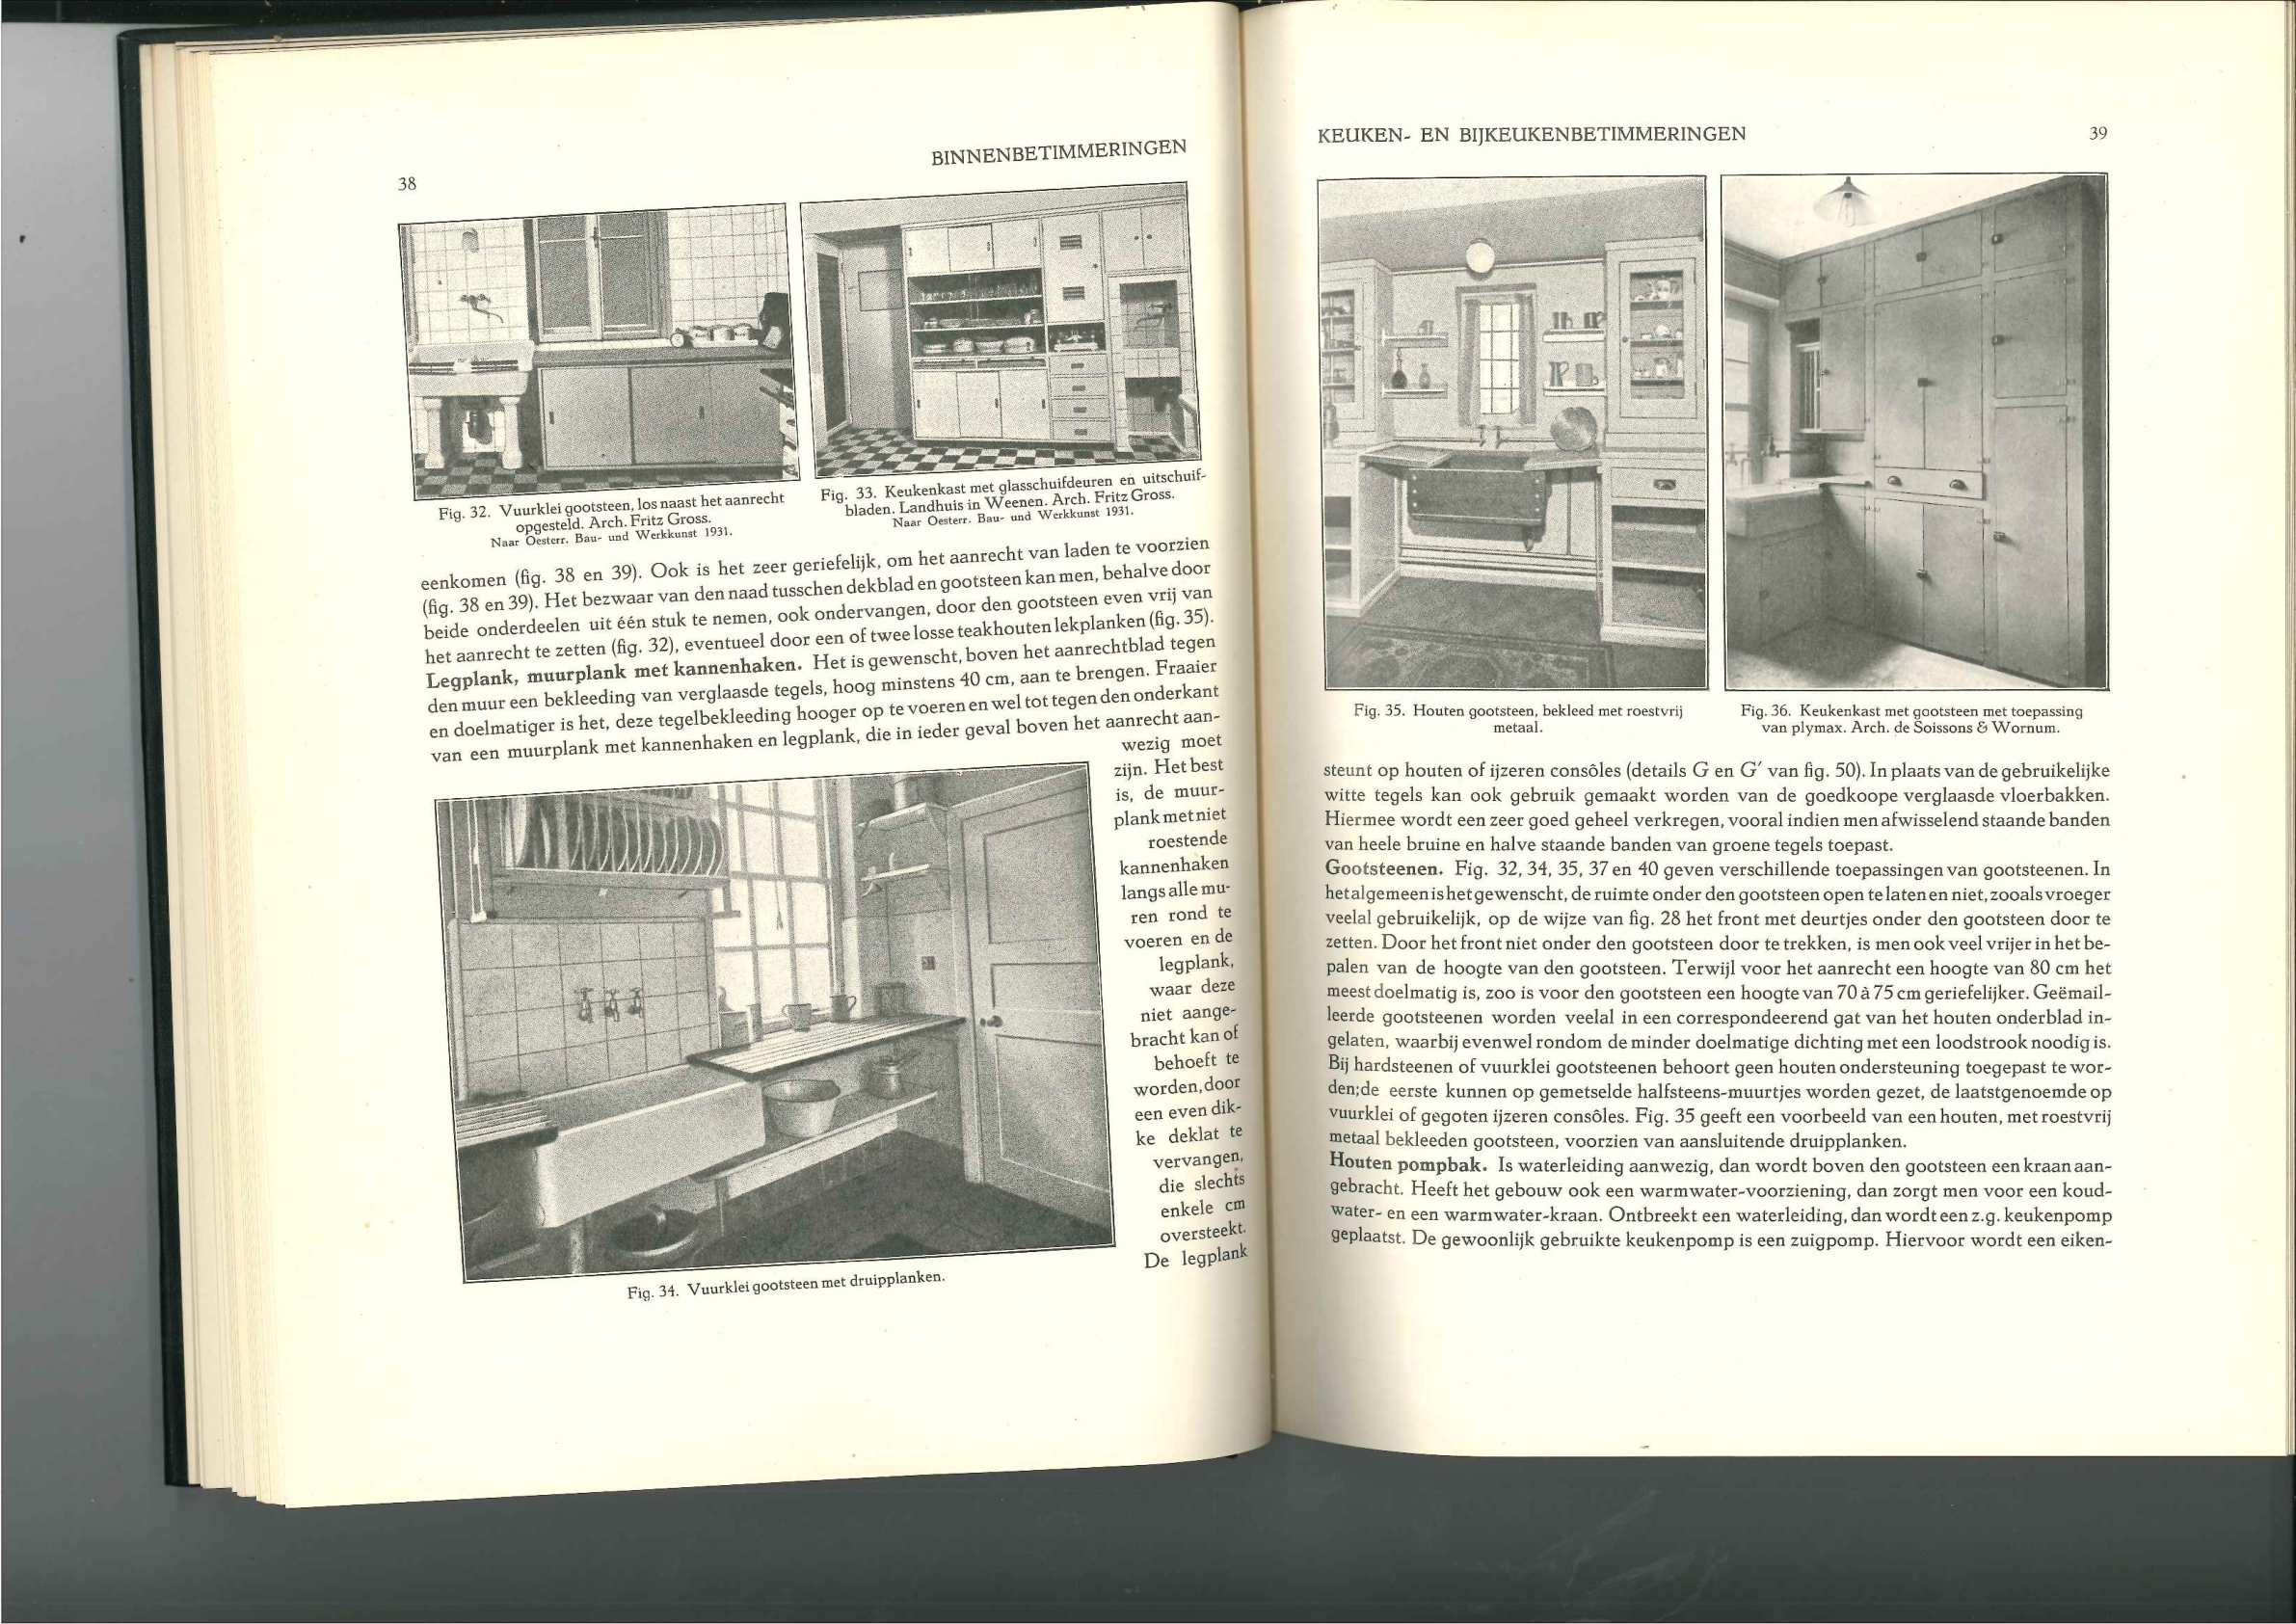 38
BINNENBETIMMERINGEN
Fig. 32. Vuurklei gootsteen, los naast het aanrecht
opgesteld. Arch. Fritz Gross.
Naar Oesterr. Bau- und Werkkunst 1931.
Fig. 33. Keukenkast met glasschuifdeuren en uitschuif-
bladen. Landhuis in Weenen. Arch. Fritz Gross.
Naar Oesterr. Bau- und Werkkunst 1931.
eenkomen (fig. 38 en 39). Ook is het zeer geriefelijk, om het aanrecht van laden te voorzien
(fig. 38 en 39). Het bezwaar van den naad tusschen dekblad en gootsteen kan men, behalve door
beide onderdeelen uit één stuk te nemen, ook ondervangen, door den gootsteen even vrij van
het aanrecht te zetten (fig. 32), eventueel door een of twee losse teakhouten lekplanken (fig. 35).
Legplank, muurplank met kannenhaken. Het is gewenscht, boven het aanrechtblad tegen
den muur een bekleeding van verglaasde tegels, hoog minstens 40 cm, aan te brengen. Fraaier
en doelmatiger is het, deze tegelbekleeding hooger op te voeren en wel tot tegen den onderkant
van een muurplank met kannenhaken en legplank, die in ieder geval boven het aanrecht aan-
wezig moet
zijn. Het best
is, de muur-
plank met niet
roestende
kannenhaken
langs alle mu-
ren rond te
voeren en de
legplank,
waar deze
niet aange-
bracht kan of
behoeft te
worden, door
een even dik-
ke deklat te
vervangen,
die slechts
enkele cm
oversteekt.
De legplank
Fig. 34. Vuurklei gootsteen met druipplanken.
KEUKEN- EN BIJKEUKENBETIMMERINGEN
39
Fig. 35. Houten gootsteen, bekleed met roestvrij
metaal.
Fig. 36. Keukenkast met gootsteen met toepassing
van plymax. Arch. de Soissons & Wornum.
steunt op houten of ijzeren consôles (details G en G′ van fig. 50). In plaats van de gebruikelijke
witte tegels kan ook gebruik gemaakt worden van de goedkoope verglaasde vloerbakken.
Hiermee wordt een zeer goed geheel verkregen, vooral indien men afwisselend staande banden
van heele bruine en halve staande banden van groene tegels toepast.
Gootsteenen. Fig. 32, 34, 35, 37 en 40 geven verschillende toepassingen van gootsteenen. In
het algemeen is het gewenscht, de ruimte onder den gootsteen open te laten en niet, zooals vroeger
veelal gebruikelijk, op de wijze van fig. 28 het front met deurtjes onder den gootsteen door te
zetten. Door het front niet onder den gootsteen door te trekken, is men ook veel vrijer in het be-
palen van de hoogte van den gootsteen. Terwijl voor het aanrecht een hoogte van 80 cm het
meest doelmatig is, zoo is voor den gootsteen een hoogte van 70 à 75 cm geriefelijker. Geëmail-
leerde gootsteenen worden veelal in een correspondeerend gat van het houten onderblad in-
gelaten, waarbij evenwel rondom de minder doelmatige dichting met een loodstrook noodig is.
Bij hardsteenen of vuurklei gootsteenen behoort geen houten ondersteuning toegepast te wor-
den; de eerste kunnen op gemetselde halfsteens-muurtjes worden gezet, de laatstgenoemde op
vuurklei of gegoten ijzeren consôles. Fig. 35 geeft een voorbeeld van een houten, met roestvrij
metaal bekleeden gootsteen, voorzien van aansluitende druipplanken.
Houten pompbak. Is waterleiding aanwezig, dan wordt boven den gootsteen een kraan aan-
gebracht. Heeft het gebouw ook een warmwater-voorziening, dan zorgt men voor een koud-
water- en een warmwater-kraan. Ontbreekt een waterleiding, dan wordt een z.g. keukenpomp
geplaatst. De gewoonlijk gebruikte keukenpomp is een zuigpomp. Hiervoor wordt een eiken-